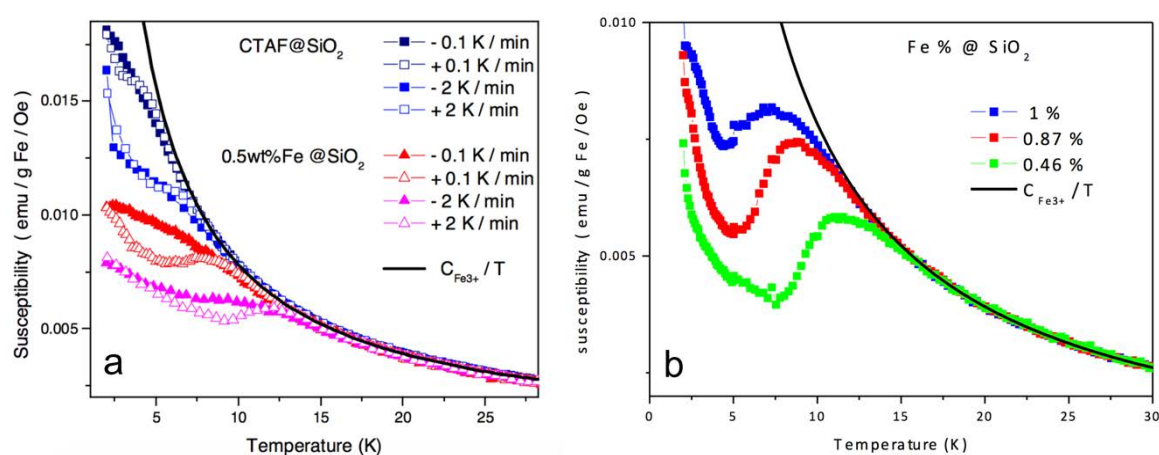 CTAF@SiO2
- 0.1 K / min
+ 0.1 K / min
- 2 K / min
+ 2 K / min
0.5wt%Fe @SiO2
- 0.1 K / min
+ 0.1 K / min
- 2 K / min
+ 2 K / min
C Fe3+ / T
0.015
0.010
0.005
Susceptibility ( emu / g Fe / Oe )
a
5 10 15 20 25
Temperature (K)
Fe % @ SiO2
1 %
0.87 %
0.46 %
C Fe3+ / T
0.010
0.005
susceptibility ( emu / g Fe / Oe )
b
0 5 10 15 20 25 30
Temperature (K)